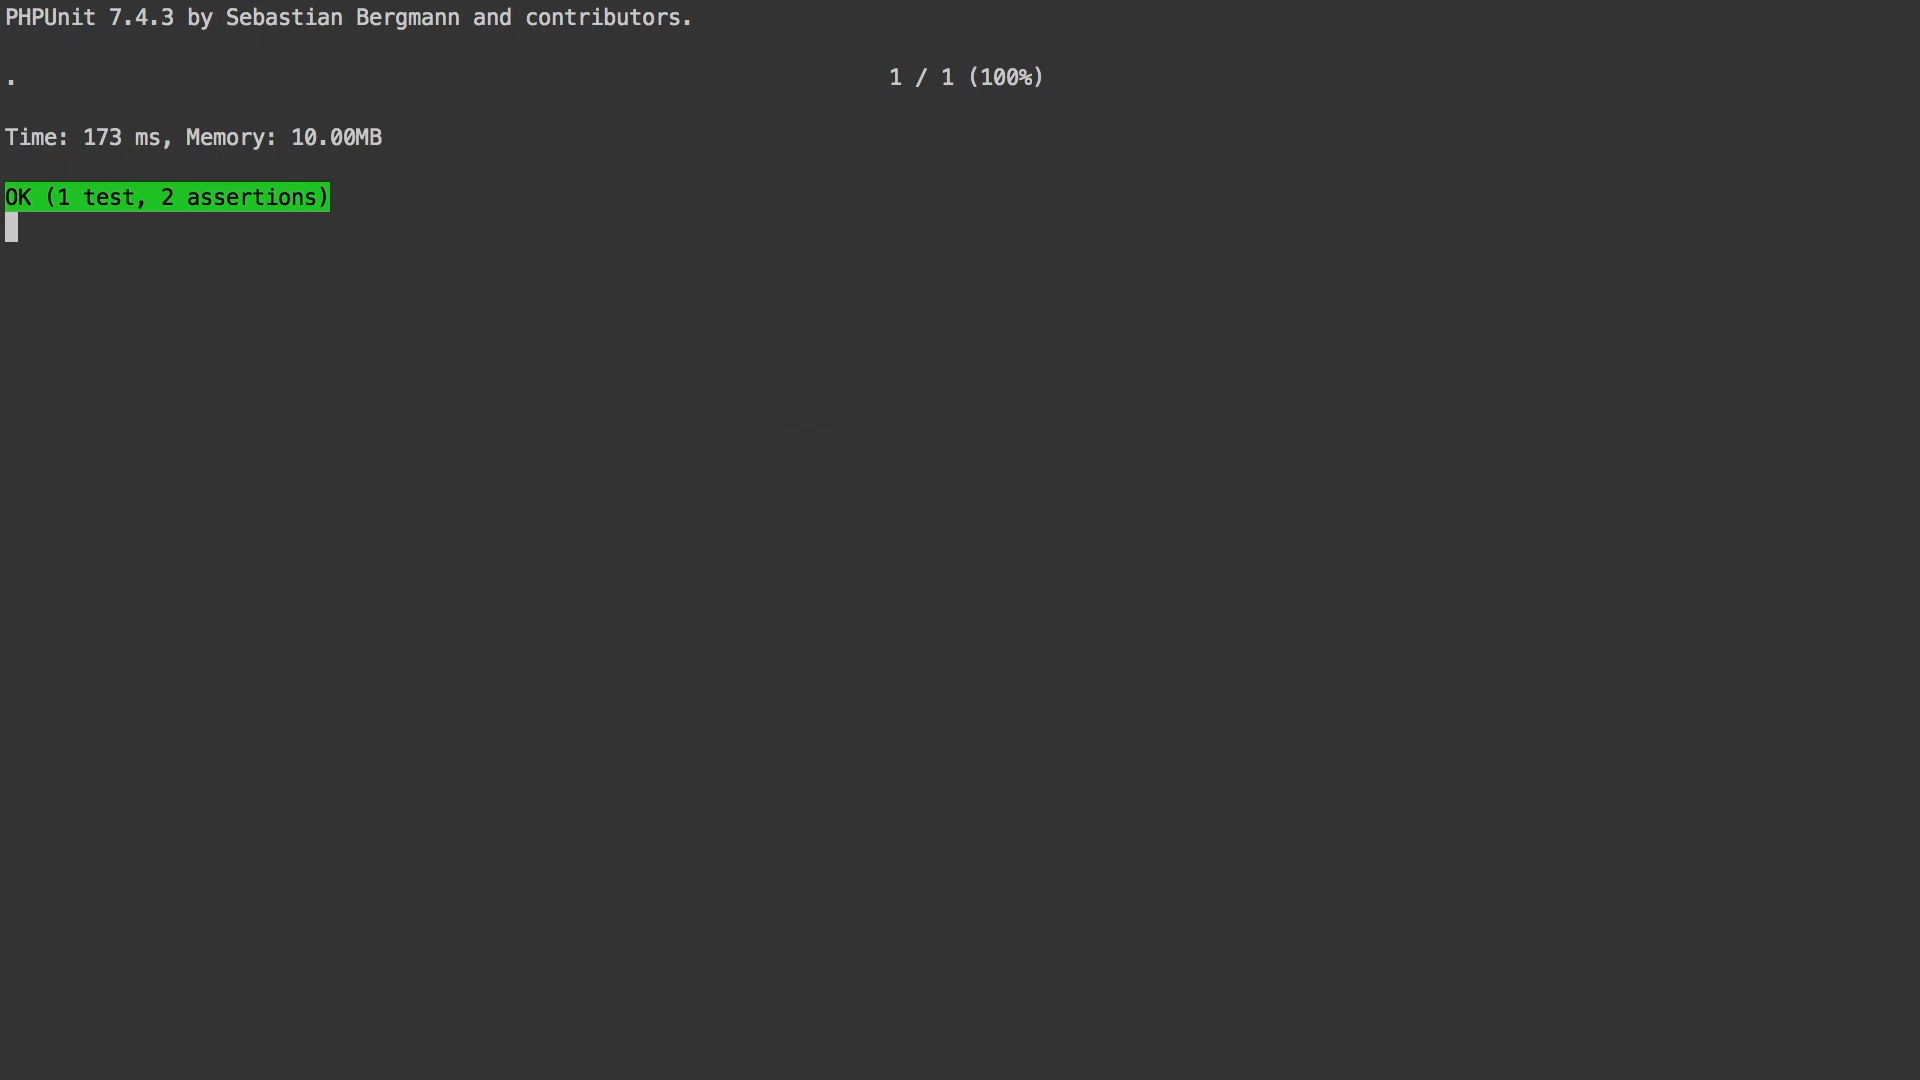 PHPUnit 7.4.3 by Sebastian Bergmann and contributors.
. 1 / 1 (100%)
Time: 173 ms, Memory: 10.00MB
OK (1 test, 2 assertions)